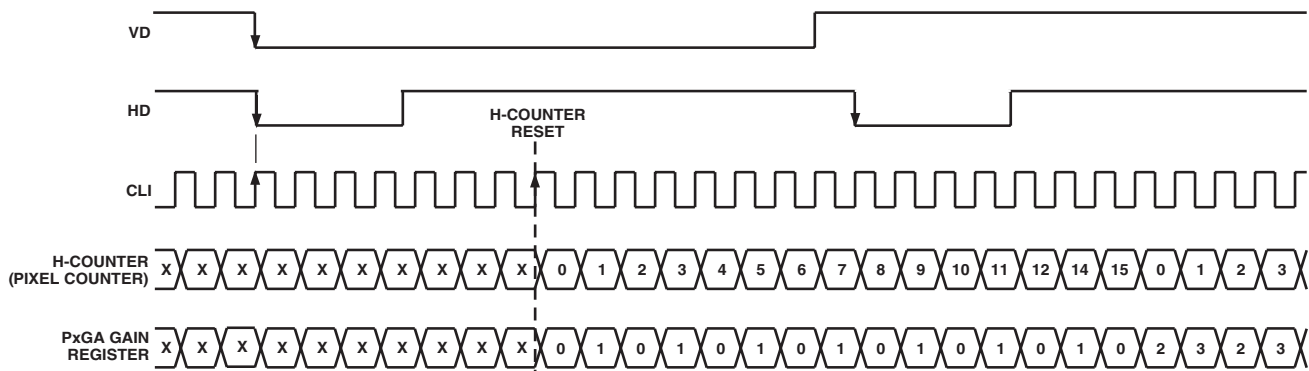 VD
HD
H-COUNTER
RESET
CLI
H-COUNTER
(PIXEL COUNTER)
X X X X X X X X X X 0 1 2 3 4 5 6 7 8 9 10 11 12 14 15 0 1 2 3
PxGA GAIN
REGISTER
X X X X X X X X X X 0 1 0 1 0 1 0 1 0 1 0 1 0 1 0 2 3 2 3